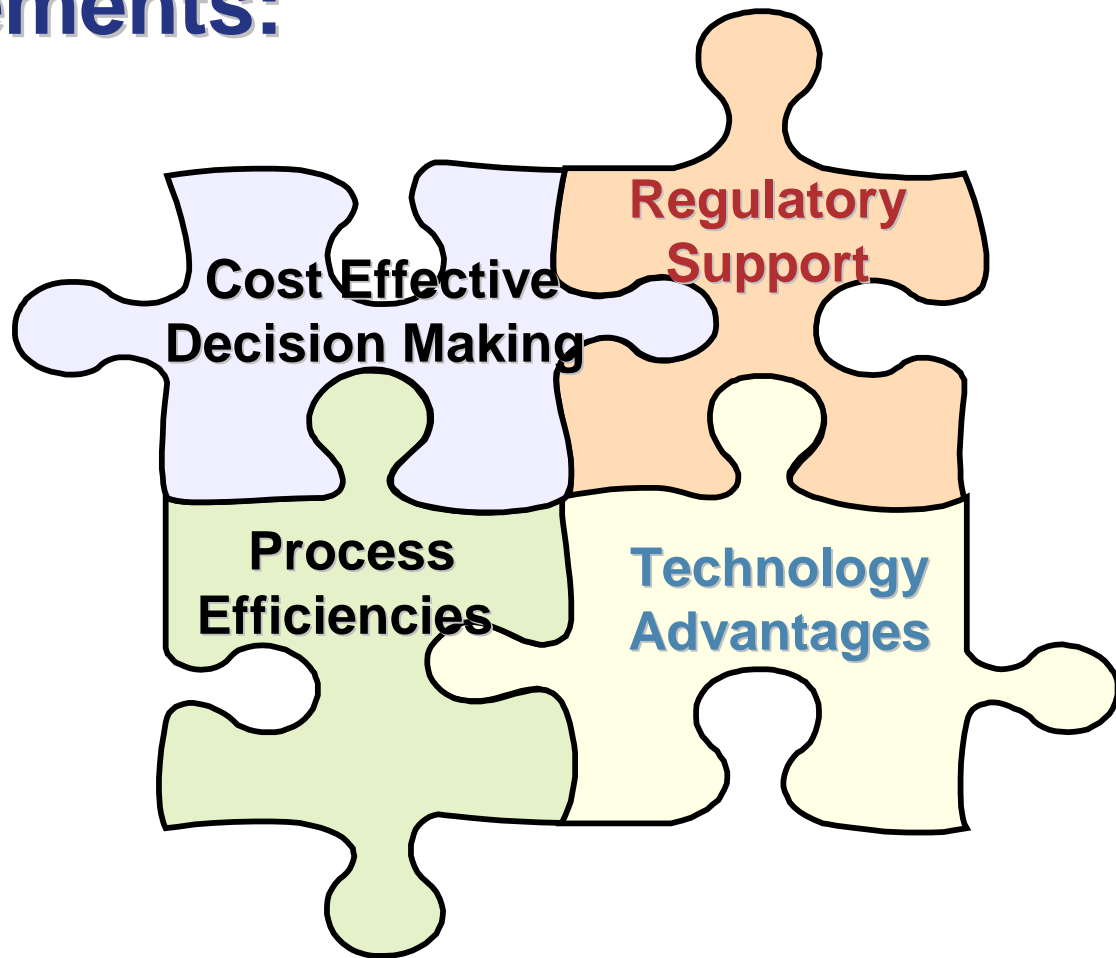 ements:
Regulatory
Support
Cost Effective
Decision Making
Process
Efficiencies
Technology
Advantages